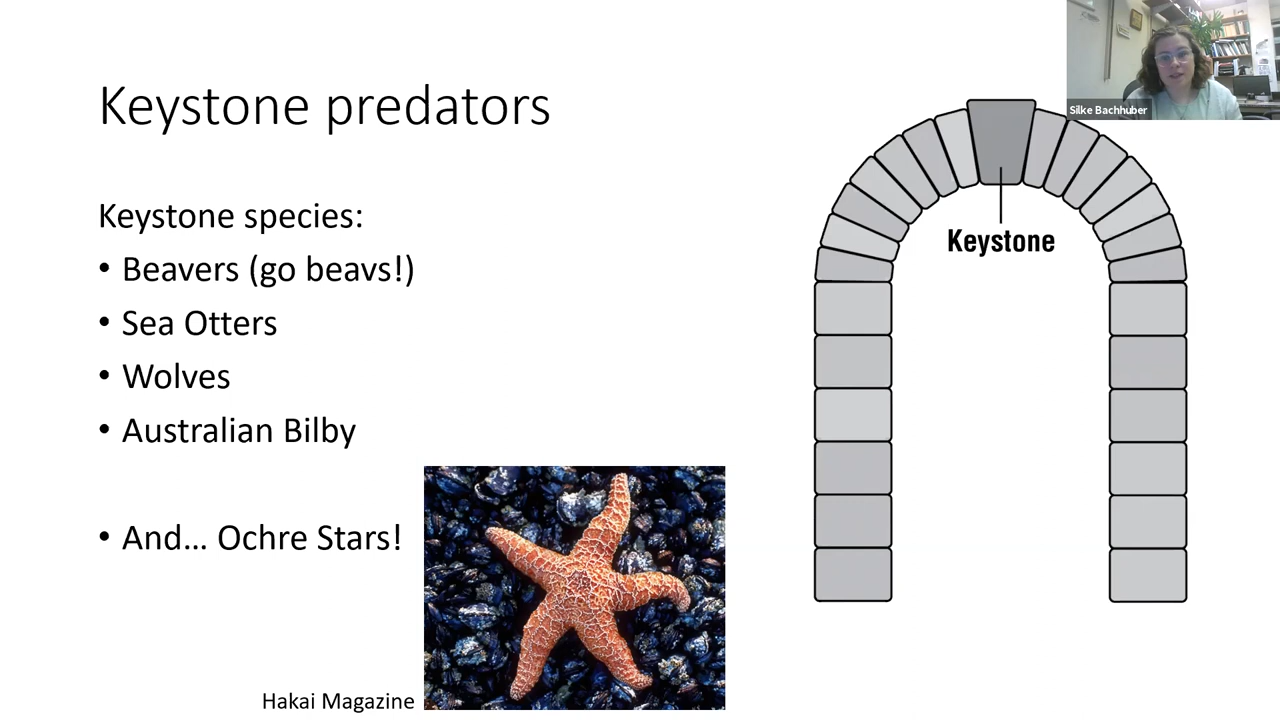 Keystone predators
Keystone species:
• Beavers (go beavs!)
• Sea Otters
• Wolves
• Australian Bilby
• And... Ochre Stars!
Hakai Magazine
Keystone
Silke Bachhuber